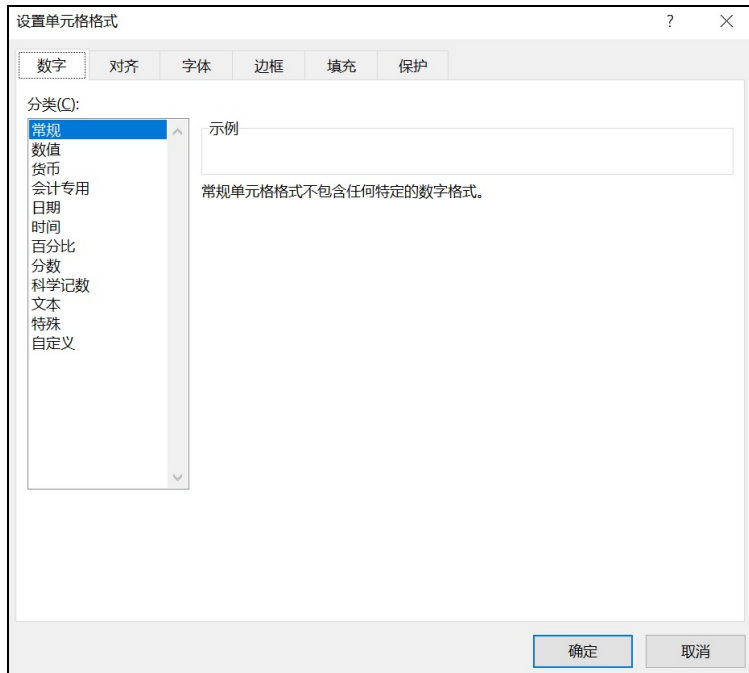 设置单元格格式 ?
数字 对齐 字体 边框 填充 保护
分类(C):
常规
数值
货币
会计专用
日期
时间
百分比
分数
科学记数
文本
特殊
自定义
示例
常规单元格格式不包含任何特定的数字格式。
确定 取消